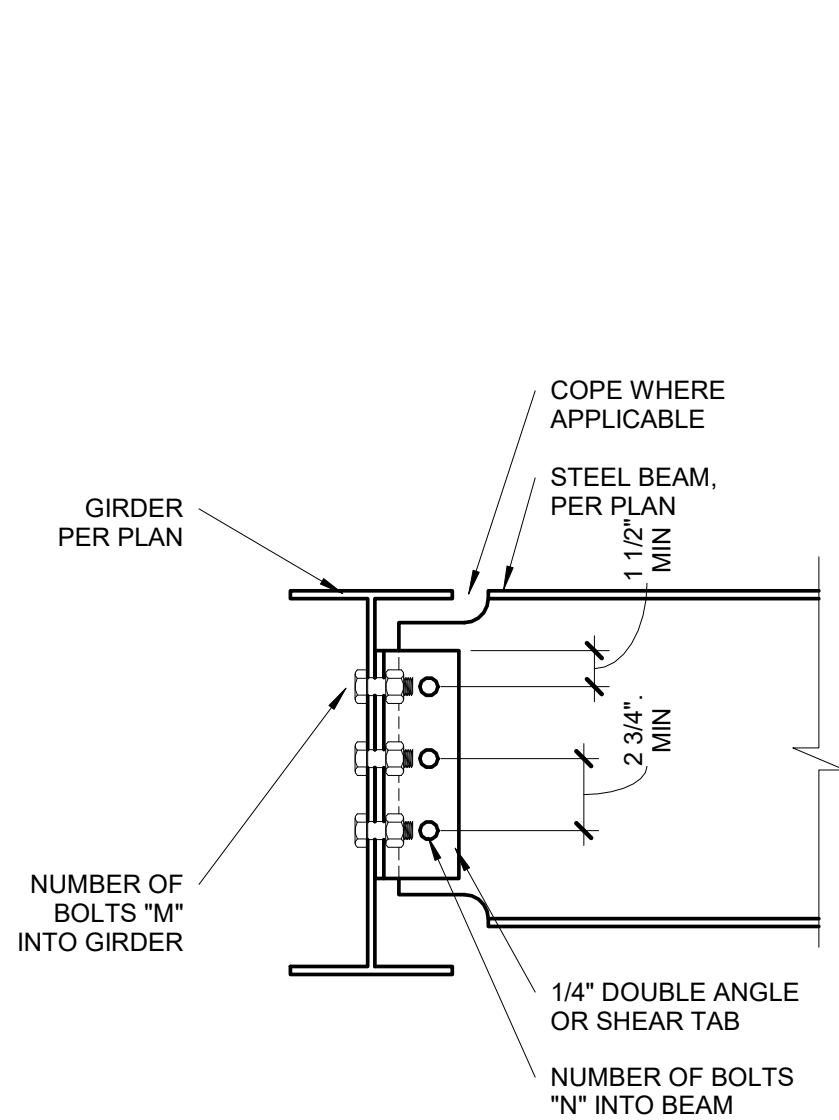 COPE WHERE
APPLICABLE
STEEL BEAM,
PER PLAN
GIRDER
PER PLAN
1 1/2"
MIN
2 3/4".
MIN
NUMBER OF
BOLTS "M"
INTO GIRDER
1/4" DOUBLE ANGLE
OR SHEAR TAB
NUMBER OF BOLTS
"N" INTO BEAM